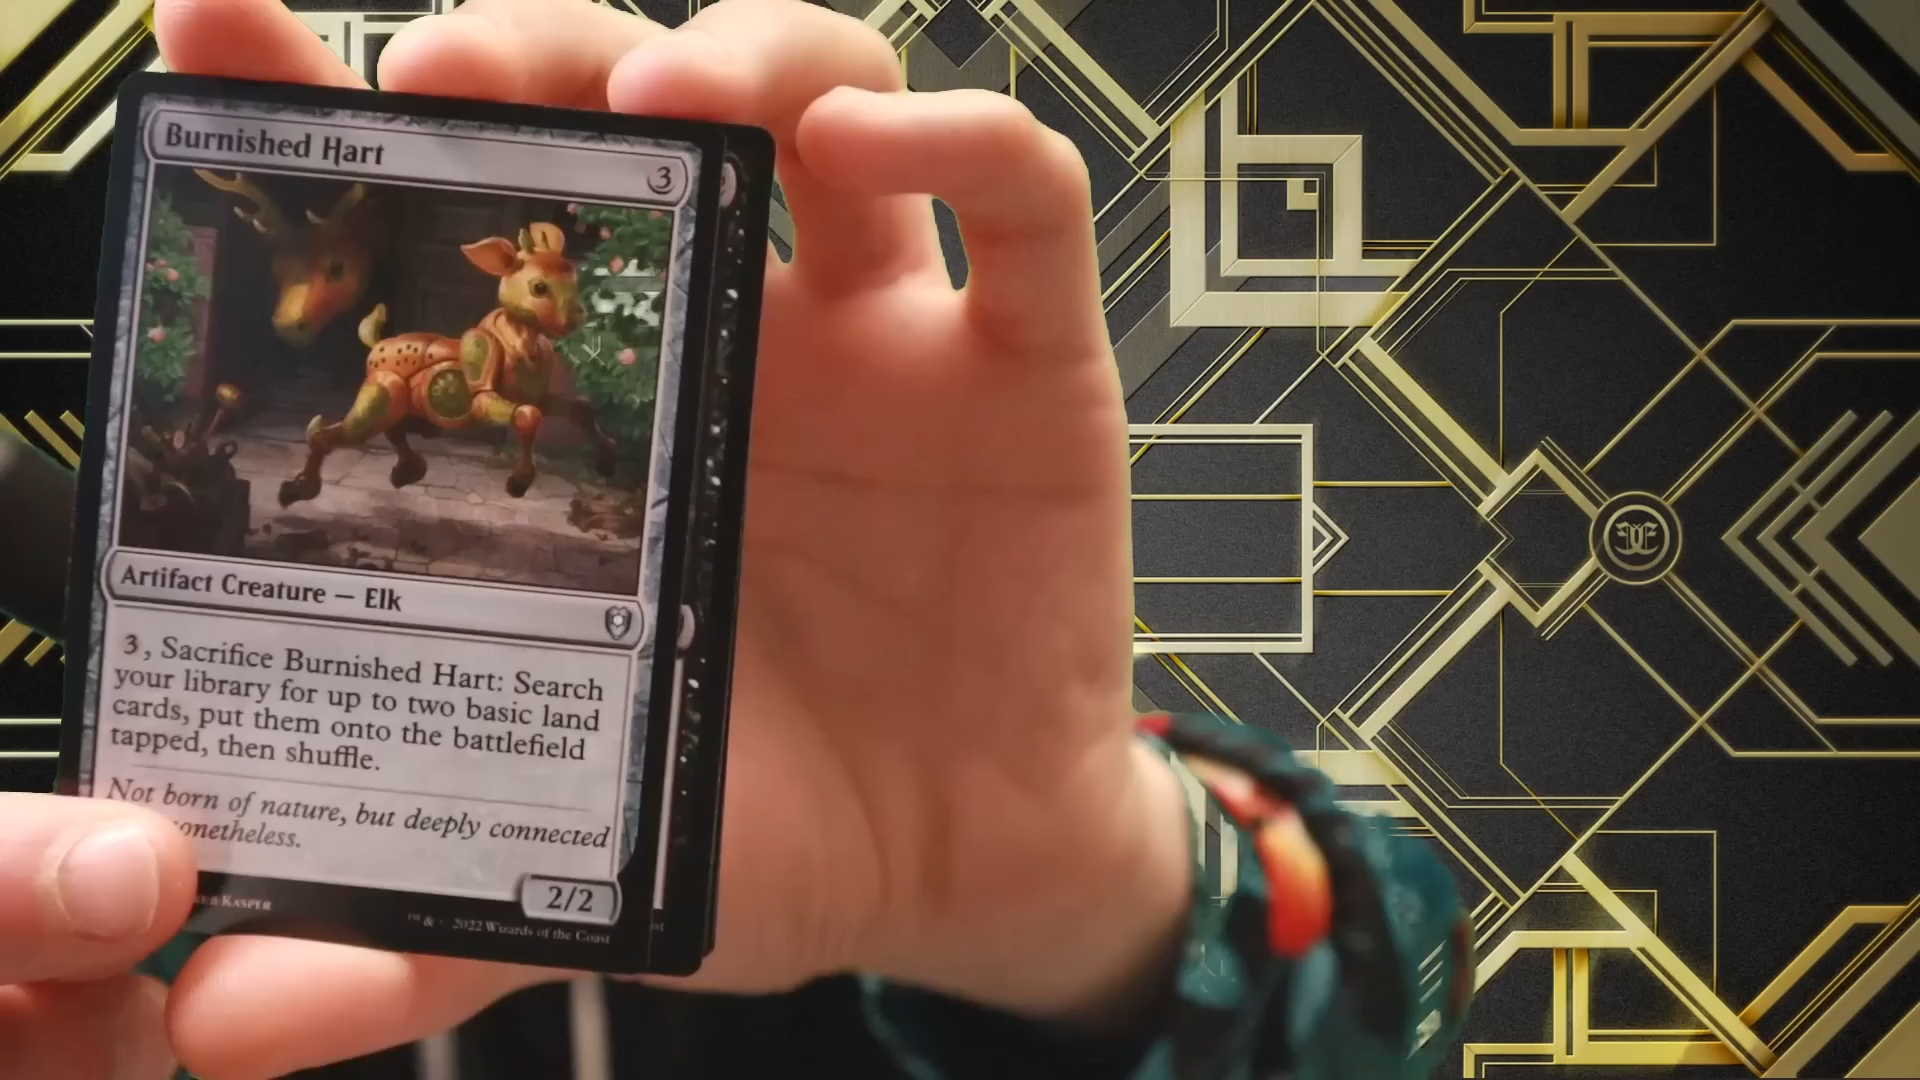 Burnished Hart
3
Artifact Creature — Elk
3, Sacrifice Burnished Hart: Search
your library for up to two basic land
cards, put them onto the battlefield
tapped, then shuffle.
Not born of nature, but deeply connected
nonetheless.
2/2
Kasper
™ & © 2022 Wizards of the Coast